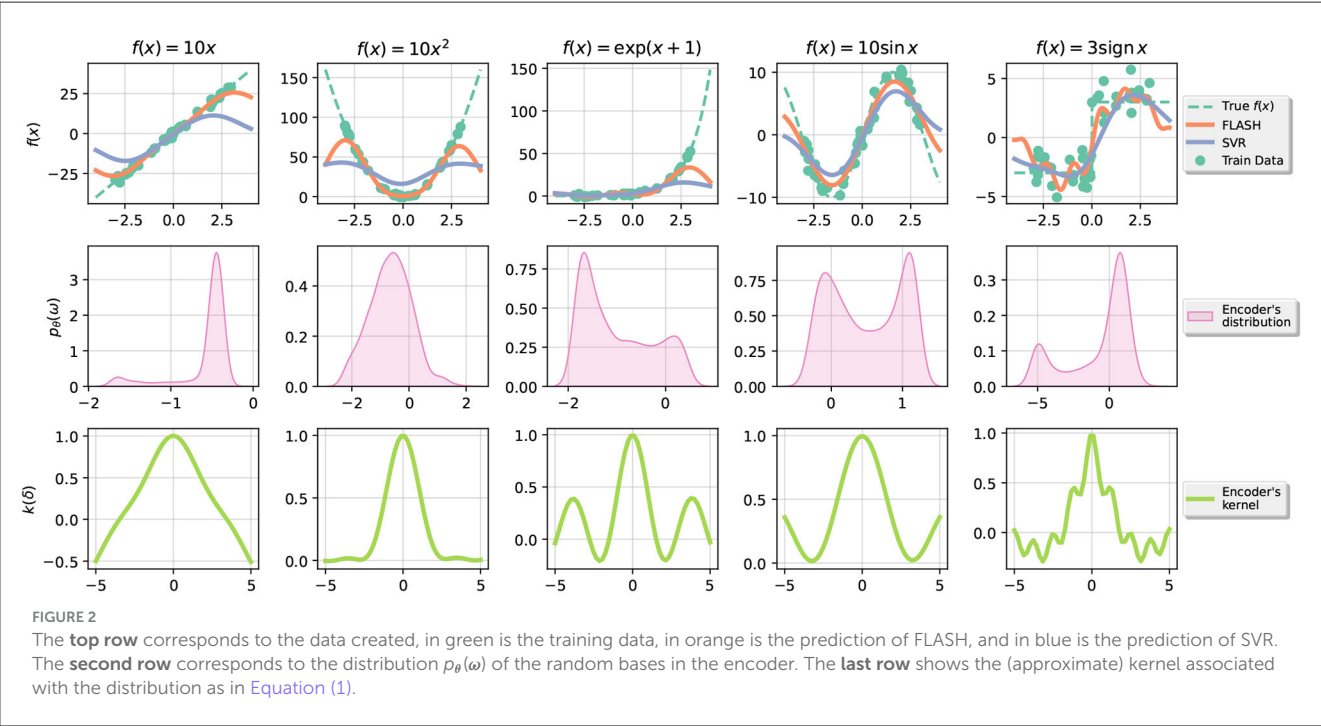 f(x) = 10x
f(x) = 10x²
f(x) = exp(x + 1)
f(x) = 10sin x
f(x) = 3sign x
f(x)
25
0
−25
−2.5 0.0 2.5
150
100
50
0
−2.5 0.0 2.5
150
100
50
0
−2.5 0.0 2.5
10
5
0
−5
−10
−2.5 0.0 2.5
5
0
−5
−2.5 0.0 2.5
True f(x)
FLASH
SVR
Train Data
pθ(ω)
3
2
1
0
−2 −1 0
0.4
0.2
0.0
−2 0 2
0.75
0.50
0.25
0.00
−2 0
0.75
0.50
0.25
0.00
0 1
0.3
0.2
0.1
0.0
−5 0
Encoder's
distribution
k(δ)
1.0
0.5
0.0
−0.5
−5 0 5
1.0
0.5
0.0
−5 0 5
1.0
0.5
0.0
−5 0 5
1.0
0.5
0.0
−5 0 5
1.0
0.5
0.0
−5 0 5
Encoder's
kernel
FIGURE 2
The top row corresponds to the data created, in green is the training data, in orange is the prediction of FLASH, and in blue is the prediction of SVR.
The second row corresponds to the distribution pθ(ω) of the random bases in the encoder. The last row shows the (approximate) kernel associated
with the distribution as in Equation (1).